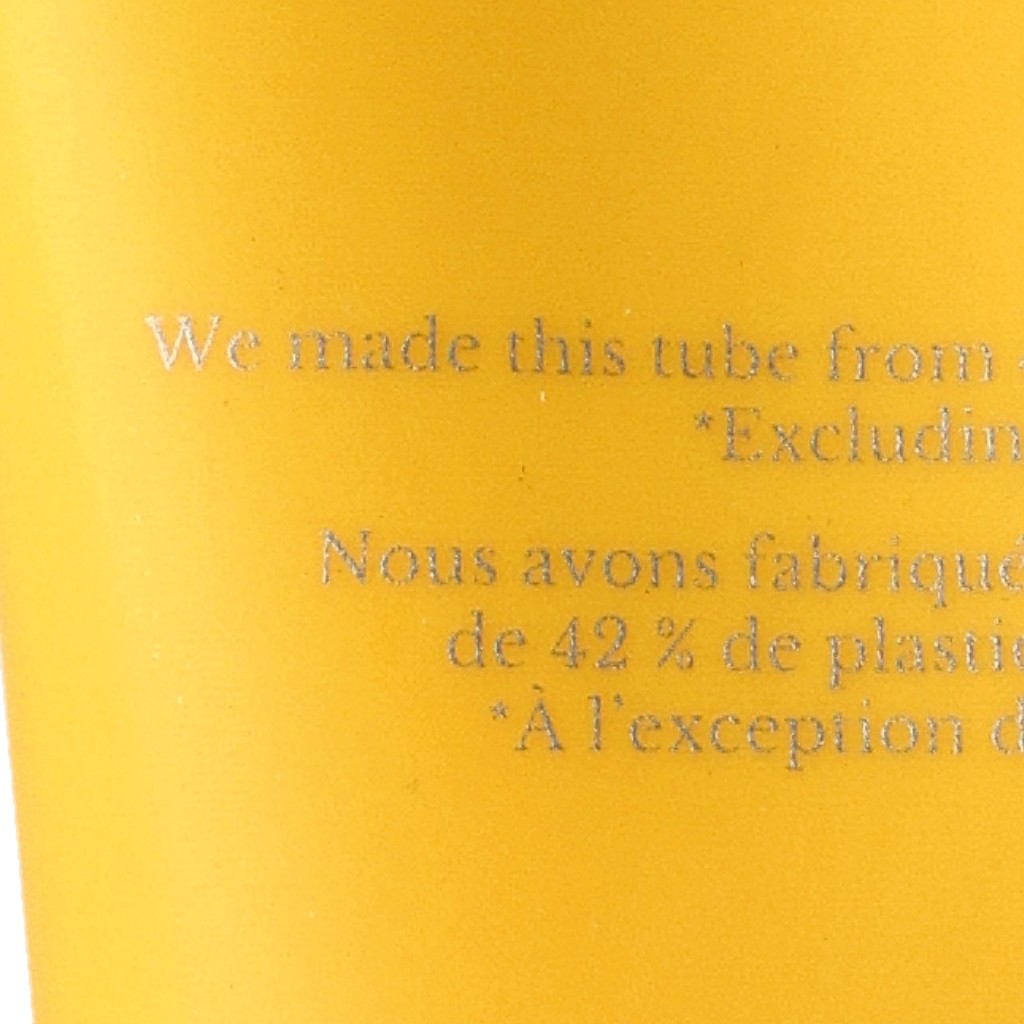 We made this tube from
*Excludin
Nous avons fabriqué
de 42 % de plasti
*À l'exception d